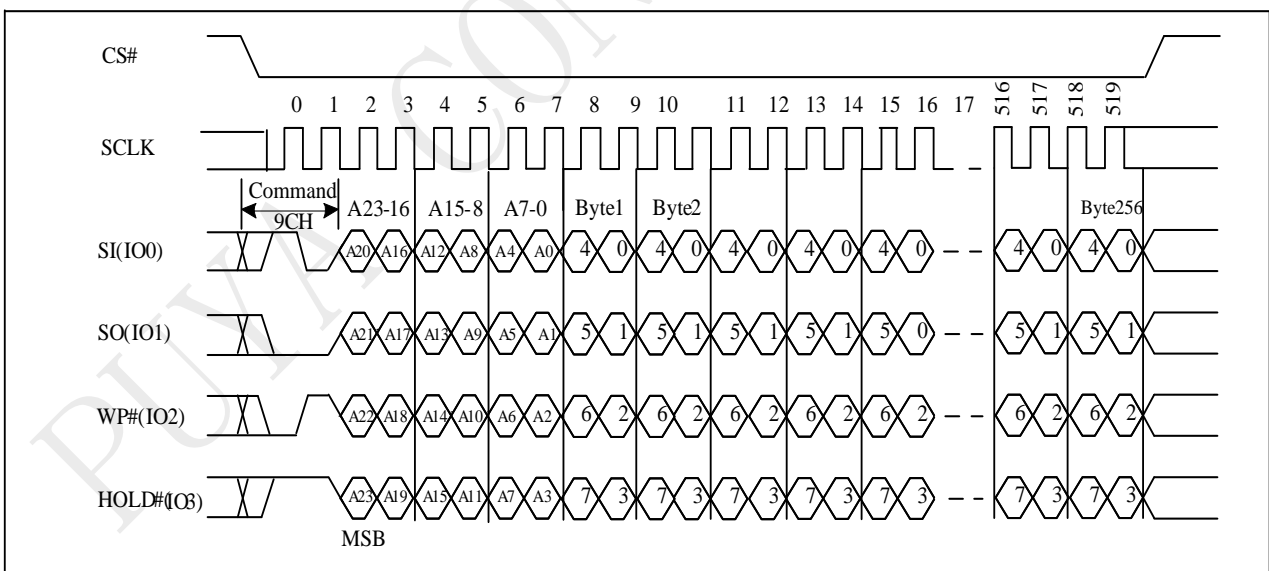 CS#
0 1 2 3 4 5 6 7 8 9 10 11 12 13 14 15 16 17 516 517 518 519
SCLK
Command
9CH
A23-16 A15-8 A7-0 Byte1 Byte2 Byte256
SI(IO0) A20 A16 A12 A8 A4 A0 4 0 4 0 4 0 4 0 4 0 4 0 4 0
SO(IO1) A21 A17 A13 A9 A5 A1 5 1 5 1 5 1 5 1 5 0 5 1 5 1
WP#(IO2) A22 A18 A14 A10 A6 A2 6 2 6 2 6 2 6 2 6 2 6 2 6 2
HOLD#(IO3) A23 A19 A15 A11 A7 A3 7 3 7 3 7 3 7 3 7 3 7 3 7 3
MSB
PUYA CON